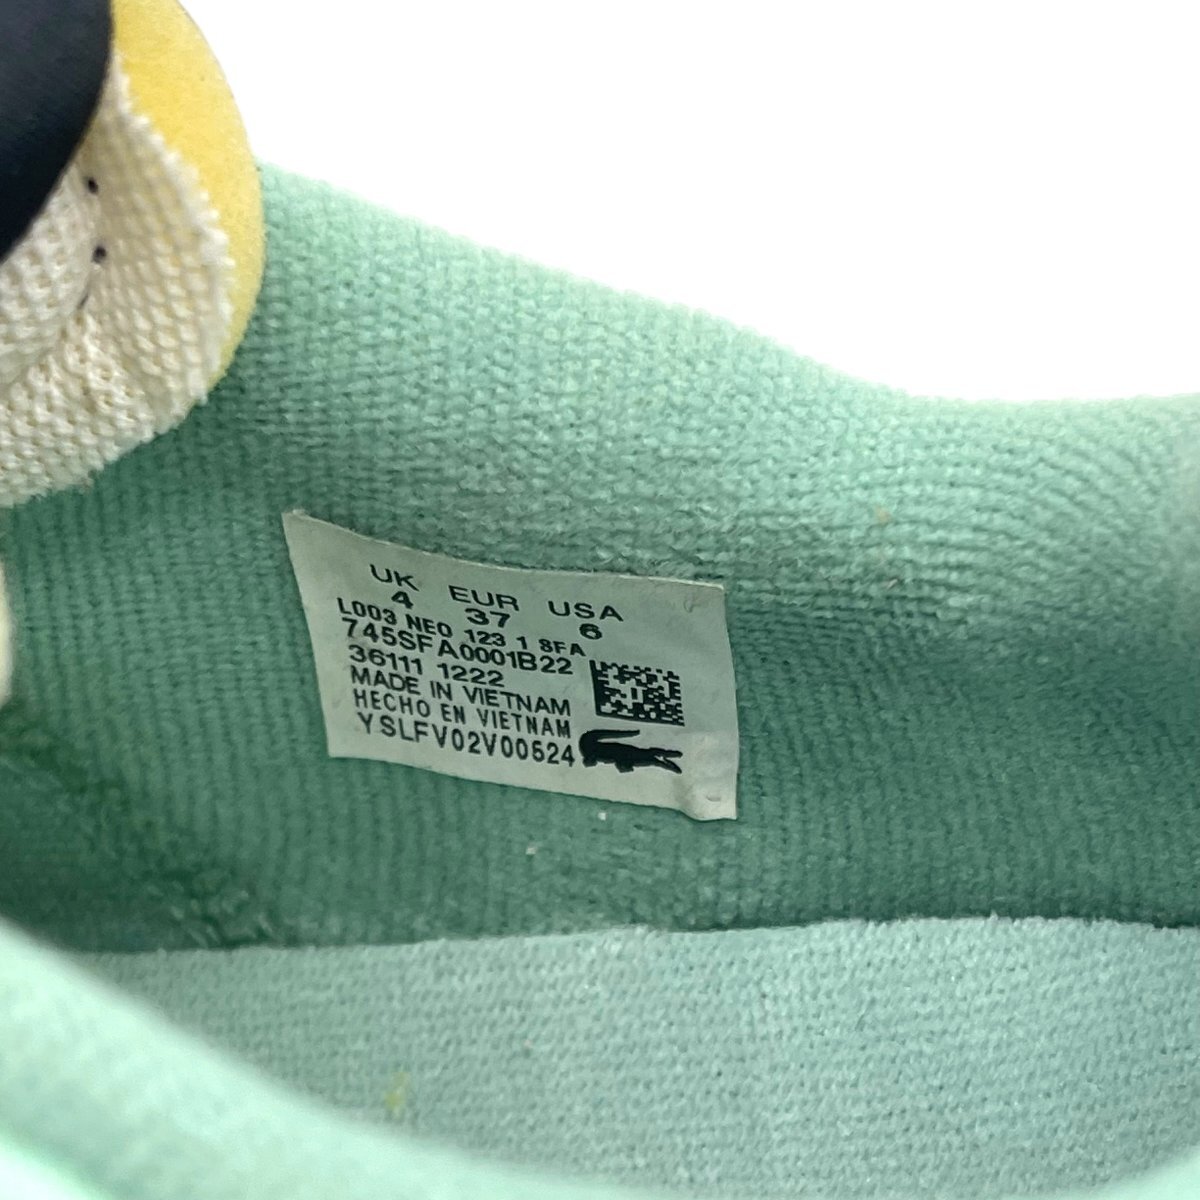 UK EUR USA
4 37 6
L003 NEO 123 1 SFA
745SFA0001B22
36111 1222
MADE IN VIETNAM
HECHO EN VIETNAM
YSLFV02V00524